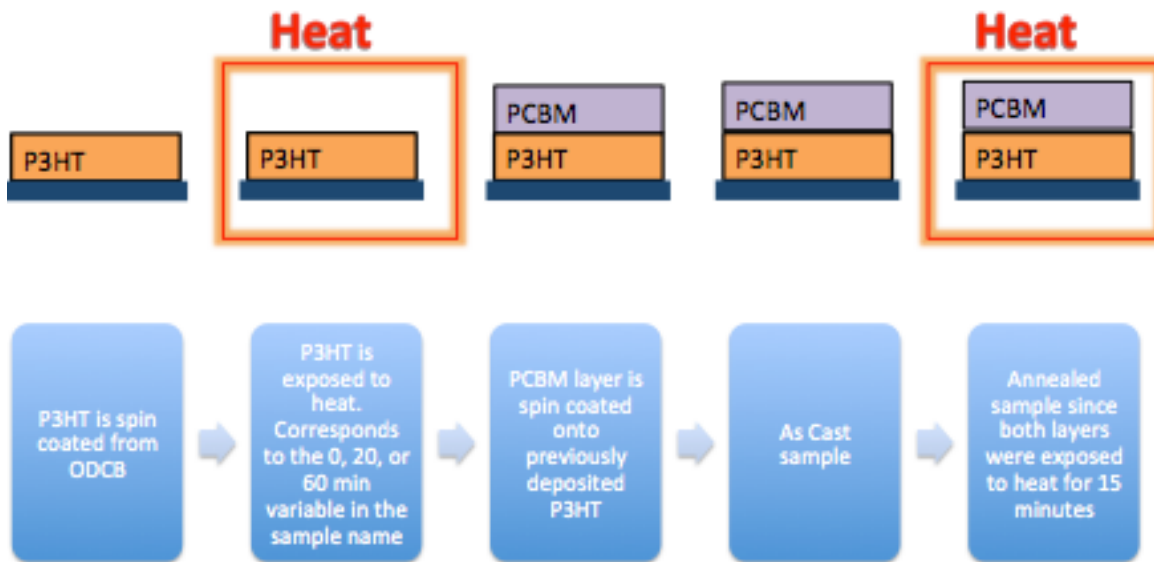 Heat
Heat
P3HT
P3HT
PCBM
P3HT
PCBM
P3HT
PCBM
P3HT
P3HT is spin
coated from
ODCB
P3HT is
exposed to
heat.
Corresponds
to the 0, 20, or
60 min
variable in the
sample name
PCBM layer is
spin coated
onto
previously
deposited
P3HT
As Cast
sample
Annealed
sample since
both layers
were exposed
to heat for 15
minutes